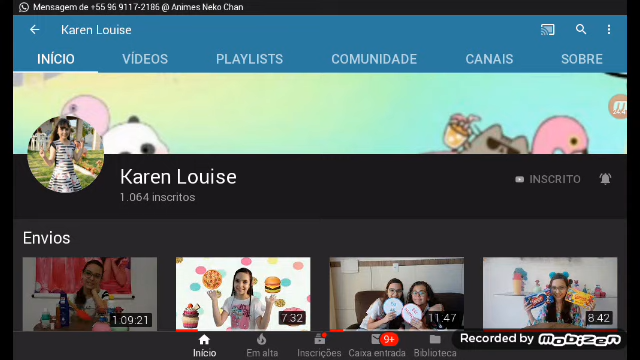 Mensagem de +55 96 9117-2186 @ Animes Neko Chan
Karen Louise
INÍCIO VÍDEOS PLAYLISTS COMUNIDADE CANAIS SOBRE
Karen Louise
1.064 inscritos
INSCRITO
Envios
1:09:21 7:32 11:47 8:42
9+
Início Em alta Inscrições Caixa entrada Biblioteca
Recorded by mobizen